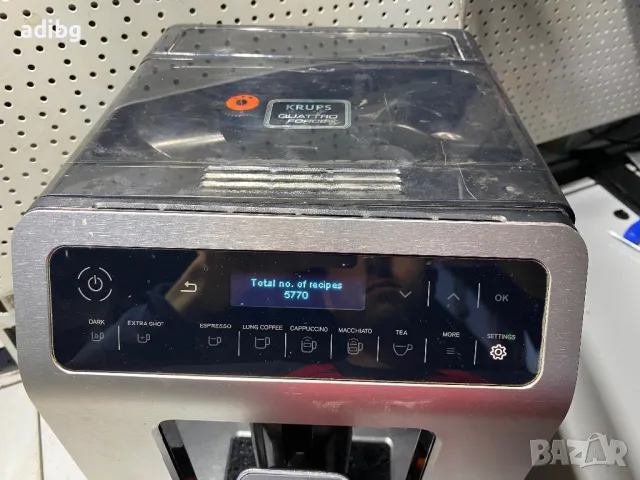 adibg
KRUPS
QUATTRO
FORCE
Total no. of recipes
5770
OK
DARK
EXTRA SHOT
ESPRESSO
LUNG COFFEE
CAPPUCCINO
MACCHIATO
TEA
MORE
SETTINGS
BAZAR